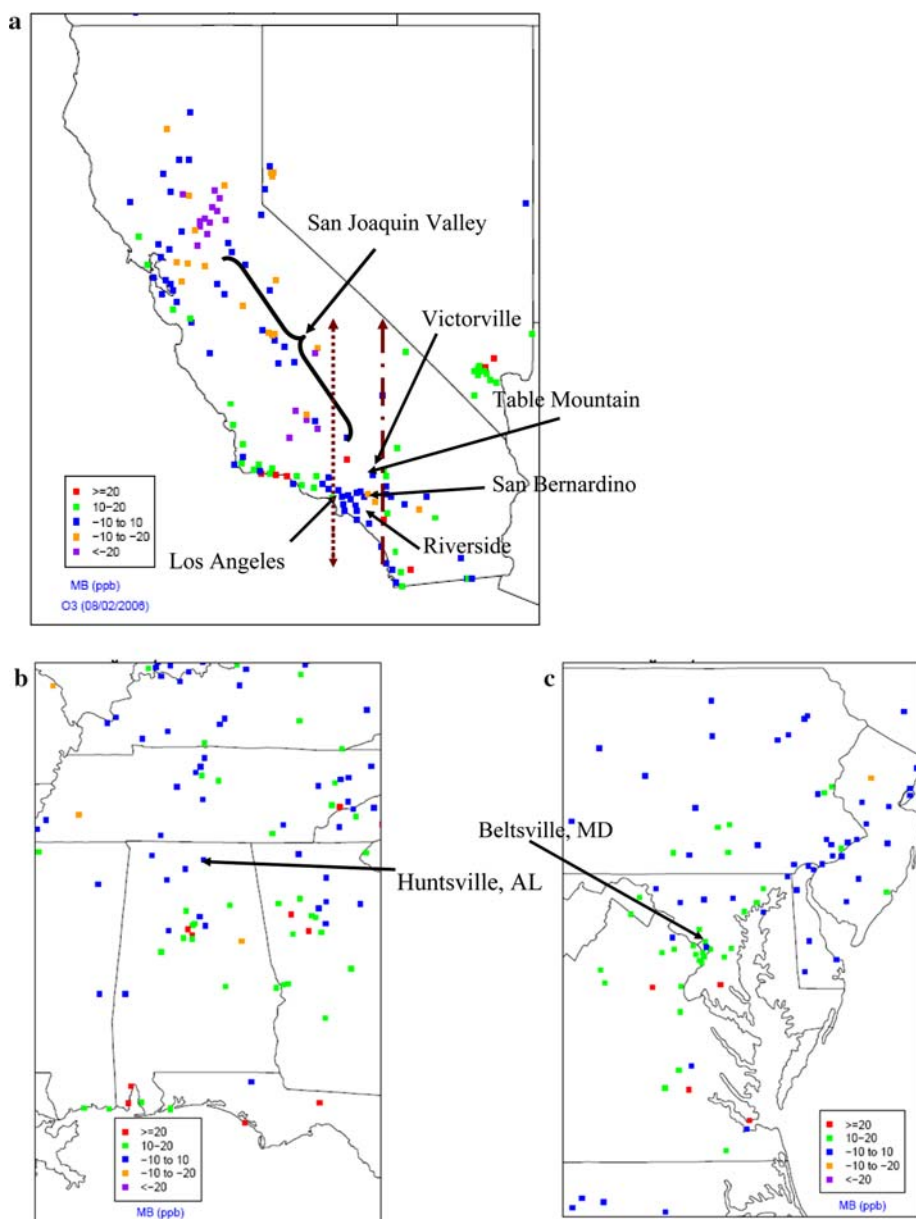 a
San Joaquin Valley
Victorville
Table Mountain
San Bernardino
Riverside
Los Angeles
>=20
10−20
−10 to 10
−10 to −20
<−20
MB (ppb)
O3 (08/02/2006)
b
Huntsville, AL
>=20
10−20
−10 to 10
−10 to −20
<−20
MB (ppb)
c
Beltsville, MD
>=20
10−20
−10 to 10
−10 to −20
<−20
MB (ppb)